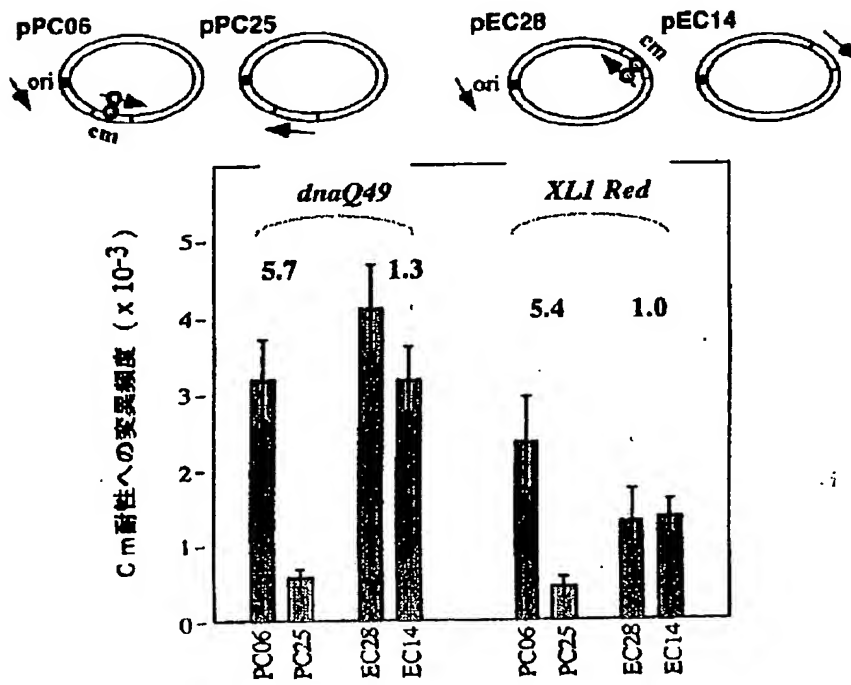 pPC06 pPC25 pEC28 pEC14
ori cm ori cm
dnaQ49 XL1 Red
5.7 1.3 5.4 1.0
Cm耐性への変異頻度 (x 10-3)
5-
4-
3-
2-
1-
0-
PC06 PC25 EC28 EC14 PC06 PC25 EC28 EC14